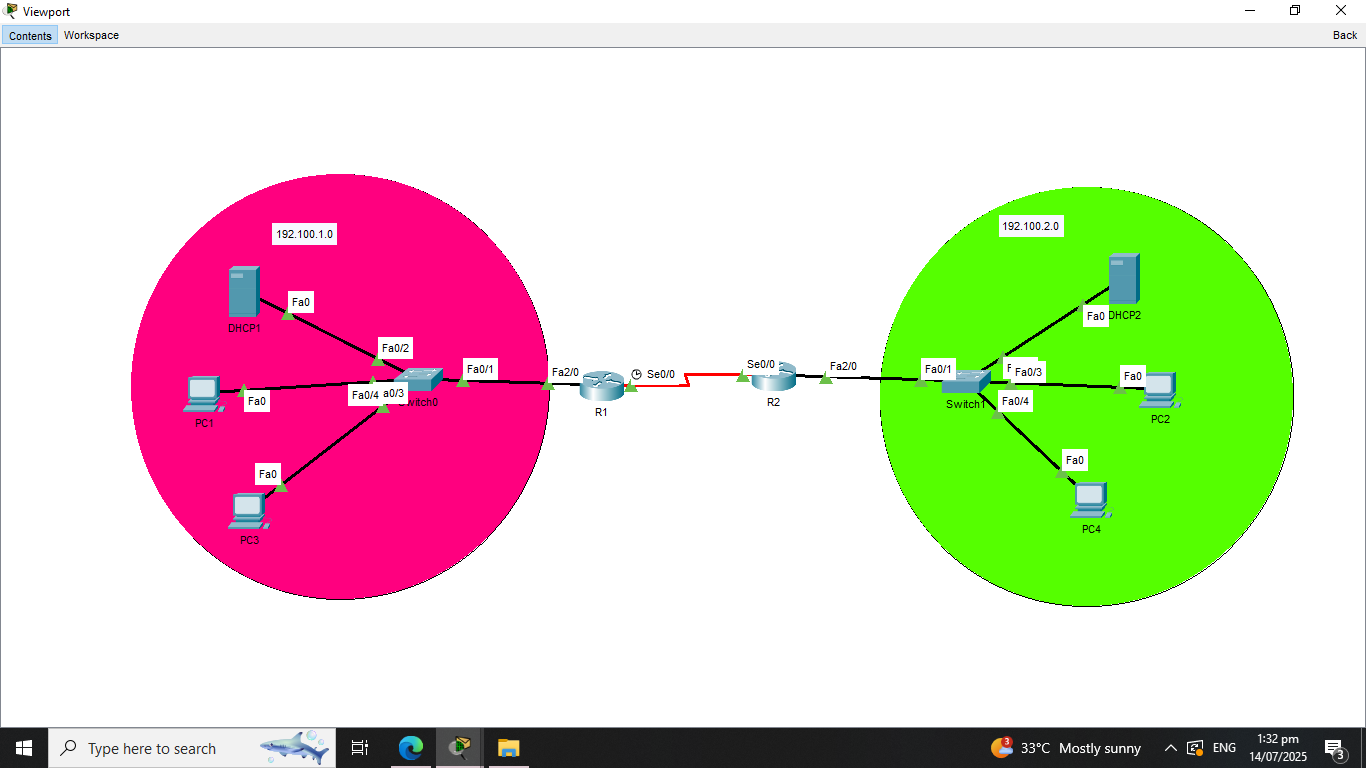 Viewport
Contents Workspace Back
192.100.1.0
192.100.2.0
Fa0
DHCP1
Fa0
DHCP2
Fa0/2
Fa0/1
Fa2/0
Se0/0
Se0/0
Fa2/0
Fa0/1
Fa0/3
Fa0
Fa0
Fa0/4
a0/3
Switch0
R1
R2
Switch1
Fa0/4
PC1
PC2
Fa0
Fa0
PC3
PC4
Type here to search
33°C Mostly sunny
3
ENG
1:32 pm
14/07/2025
3